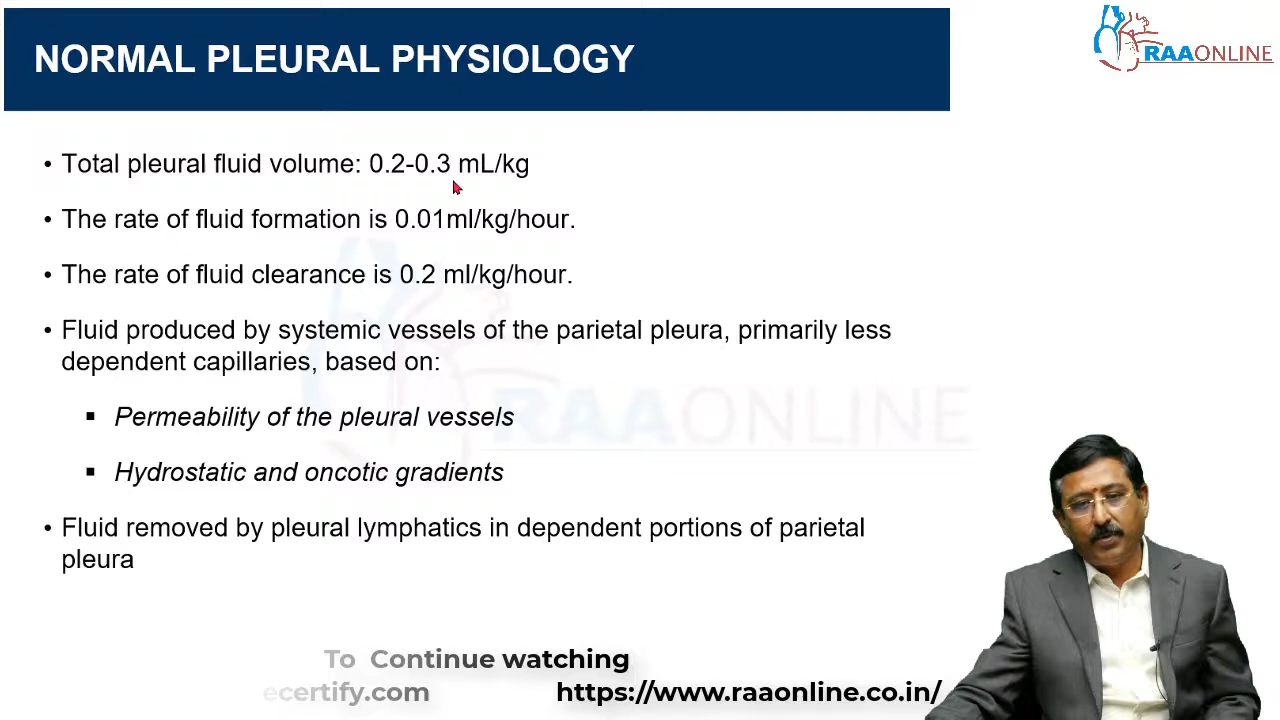 NORMAL PLEURAL PHYSIOLOGY
RAAONLINE
• Total pleural fluid volume: 0.2-0.3 mL/kg
• The rate of fluid formation is 0.01ml/kg/hour.
• The rate of fluid clearance is 0.2 ml/kg/hour.
• Fluid produced by systemic vessels of the parietal pleura, primarily less
dependent capillaries, based on:
▪ Permeability of the pleural vessels
▪ Hydrostatic and oncotic gradients
• Fluid removed by pleural lymphatics in dependent portions of parietal
pleura
RAAONLINE
To Continue watching
ecertify.com https://www.raaonline.co.in/